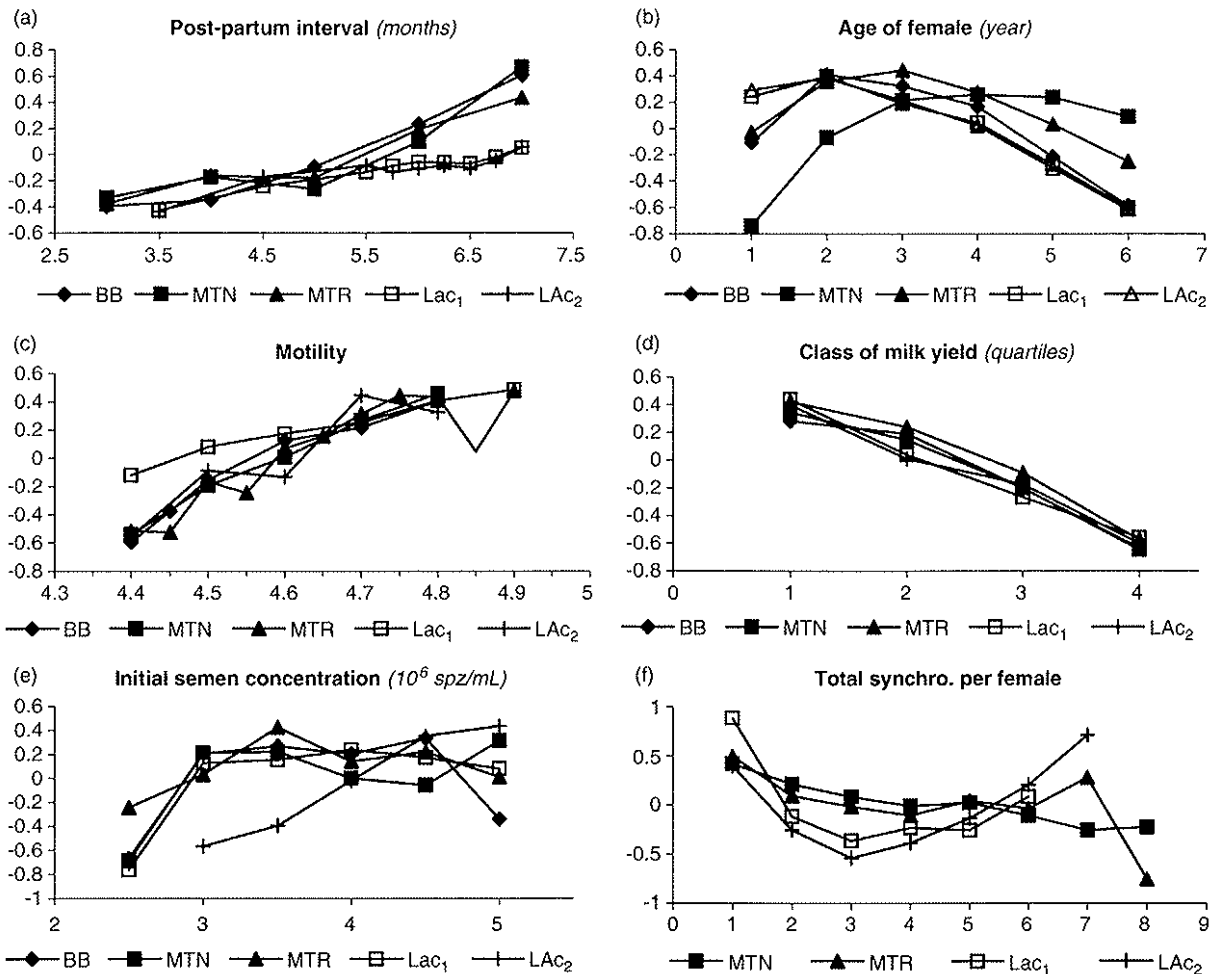 (a)
Post-partum interval (months)
0.8
0.6
0.4
0.2
0
-0.2
-0.4
-0.6
2.5 3.5 4.5 5.5 6.5 7.5
BB MTN MTR Lac₁ LAc₂
(b)
Age of female (year)
0.6
0.4
0.2
0
-0.2
-0.4
-0.6
-0.8
0 1 2 3 4 5 6 7
BB MTN MTR Lac₁ LAc₂
(c)
Motility
0.6
0.4
0.2
0
-0.2
-0.4
-0.6
-0.8
4.3 4.4 4.5 4.6 4.7 4.8 4.9 5
BB MTN MTR Lac₁ LAc₂
(d)
Class of milk yield (quartiles)
0.6
0.4
0.2
0
-0.2
-0.4
-0.6
-0.8
0 1 2 3 4
BB MTN MTR Lac₁ LAc₂
(e)
Initial semen concentration (10⁶ spz/mL)
0.6
0.4
0.2
0
-0.2
-0.4
-0.6
-0.8
-1
2 3 4 5
BB MTN MTR Lac₁ LAc₂
(f)
Total synchro. per female
1
0.5
0
-0.5
-1
0 1 2 3 4 5 6 7 8 9
MTN MTR Lac₁ LAc₂